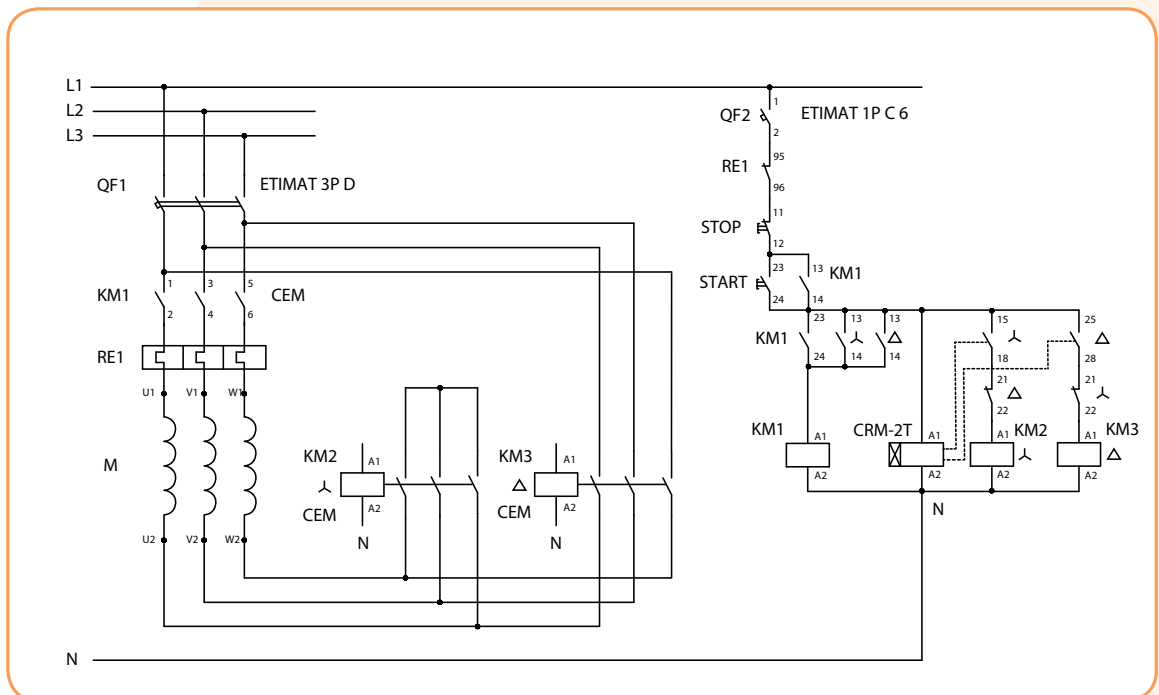 L1
L2
L3
QF1
ETIMAT 3P D
1 3 5
KM1 CEM
2 4 6
RE1
U1 V1 W1
M
U2 V2 W2
KM2 A1
A2
CEM
N
KM3 A1
A2
CEM
N
N
1
QF2 ETIMAT 1P C 6
2
95
RE1
96
11
STOP
12
23 13 KM1
START
24 14
23 13 13
KM1
24 14 14
15 25
18 28
21 21
22 22
KM1 A1
A2
CRM-2T A1
A2
A1 KM2
A2
A1 KM3
A2
N